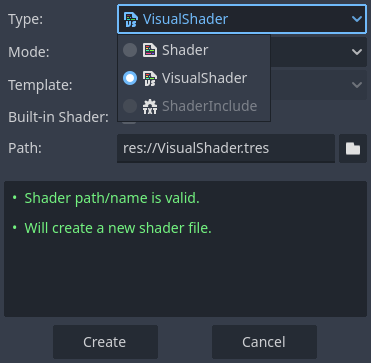 Type: VisualShader
Shader
Mode:
VisualShader
Template:
ShaderInclude
Built-in Shader:
Path: res://VisualShader.tres
• Shader path/name is valid.
• Will create a new shader file.
Create Cancel